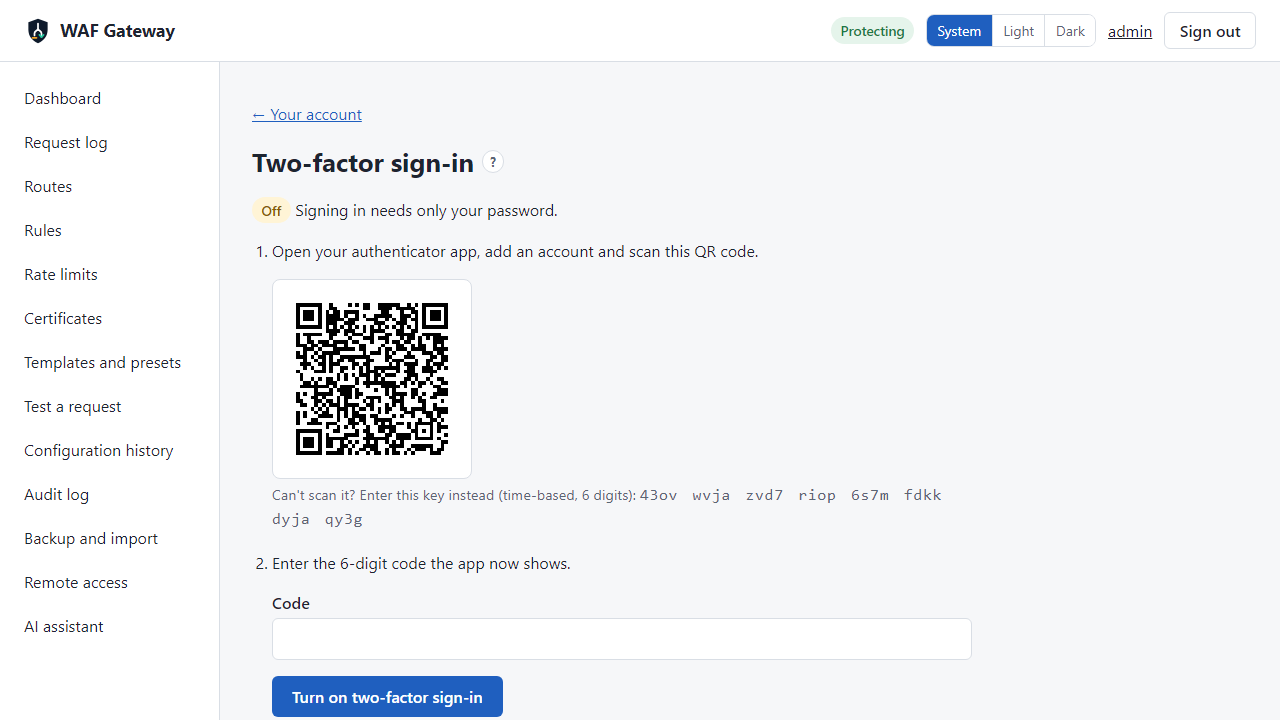 WAF Gateway
Protecting
System Light Dark
admin
Sign out
Dashboard
Request log
Routes
Rules
Rate limits
Certificates
Templates and presets
Test a request
Configuration history
Audit log
Backup and import
Remote access
AI assistant
← Your account
Two-factor sign-in ?
Off Signing in needs only your password.
1. Open your authenticator app, add an account and scan this QR code.
Can't scan it? Enter this key instead (time-based, 6 digits): 43ov wvja zvd7 riop 6s7m fdkk
dyja qy3g
2. Enter the 6-digit code the app now shows.
Code
Turn on two-factor sign-in